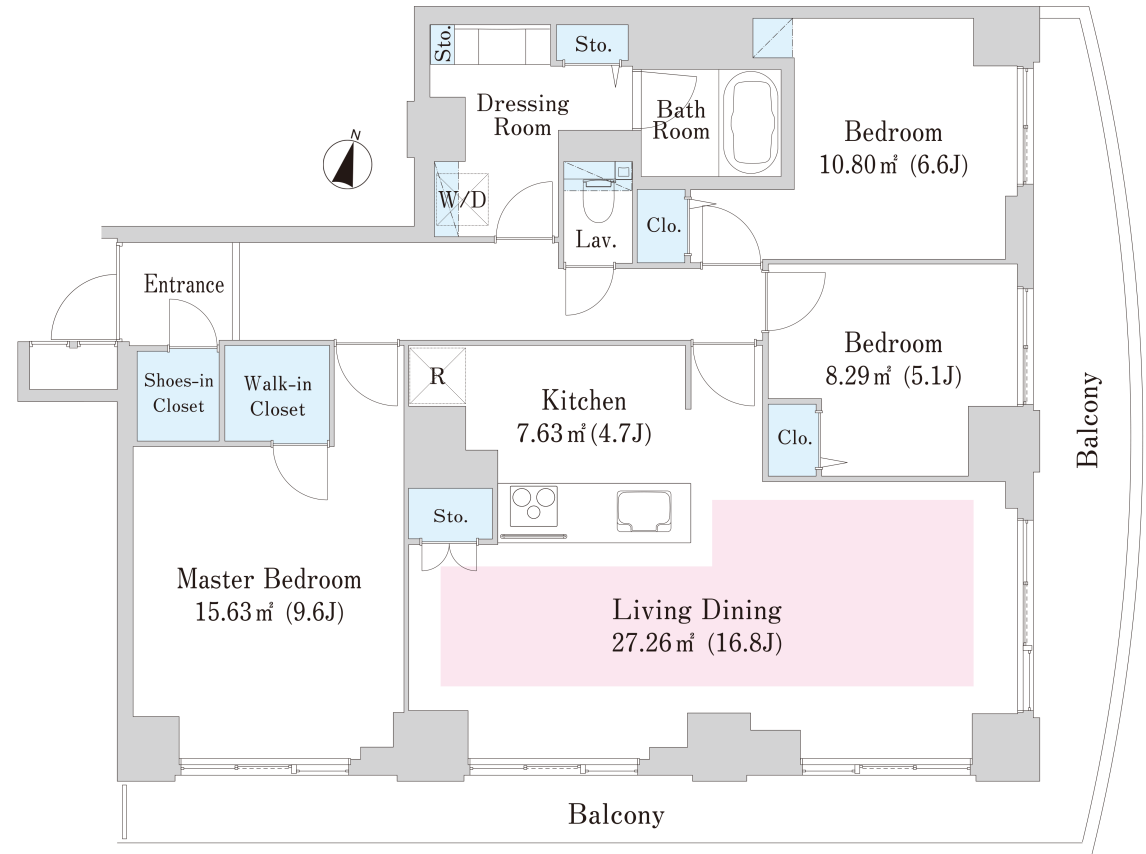 Sto.
Sto.
Dressing
Room
Bath
Room
Bedroom
10.80㎡ (6.6J)
N
W/D
Lav.
Clo.
Entrance
Bedroom
8.29㎡ (5.1J)
Shoes-in
Closet
Walk-in
Closet
R
Kitchen
7.63㎡(4.7J)
Clo.
Balcony
Sto.
Master Bedroom
15.63㎡ (9.6J)
Living Dining
27.26㎡ (16.8J)
Balcony